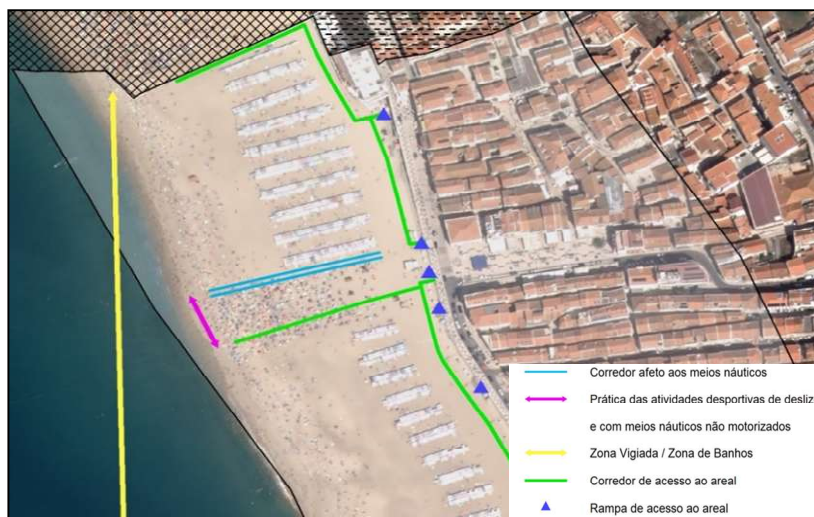 Corredor afeto aos meios náuticos
Prática das atividades desportivas de desliz
e com meios náuticos não motorizados
Zona Vigiada / Zona de Banhos
Corredor de acesso ao areal
Rampa de acesso ao areal